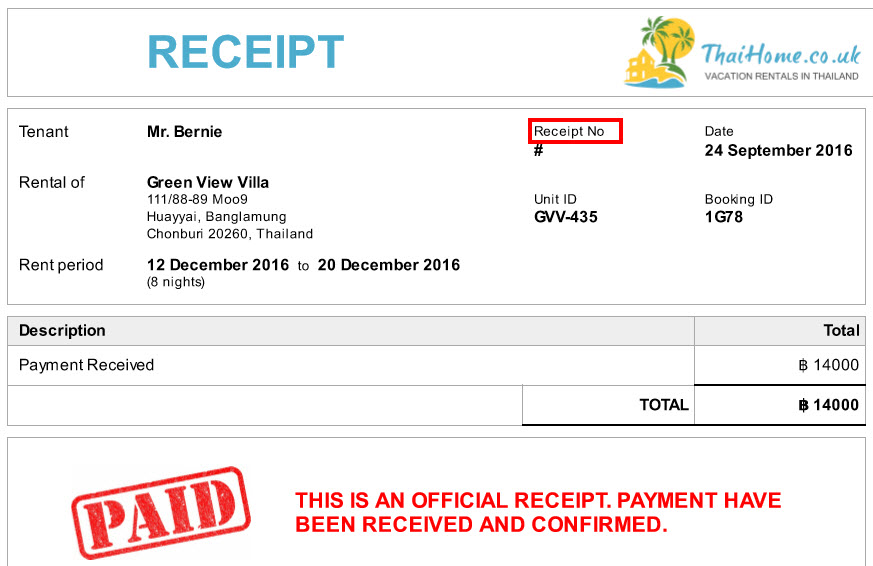 RECEIPT
ThaiHome.co.uk
VACATION RENTALS IN THAILAND
Tenant
Mr. Bernie
Receipt No
#
Date
24 September 2016
Rental of
Green View Villa
111/88-89 Moo9
Huayyai, Banglamung
Chonburi 20260, Thailand
Unit ID
GVV-435
Booking ID
1G78
Rent period
12 December 2016 to 20 December 2016
(8 nights)
Description Total
Payment Received ฿ 14000
TOTAL ฿ 14000
PAID
THIS IS AN OFFICIAL RECEIPT. PAYMENT HAVE
BEEN RECEIVED AND CONFIRMED.